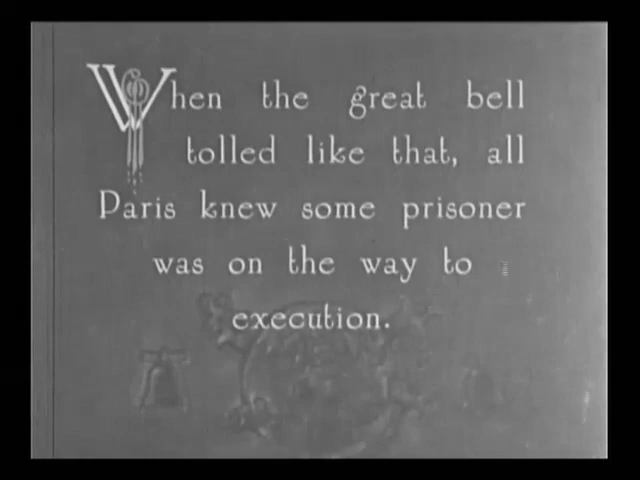 When the great bell
tolled like that, all
Paris knew some prisoner
was on the way to
execution.